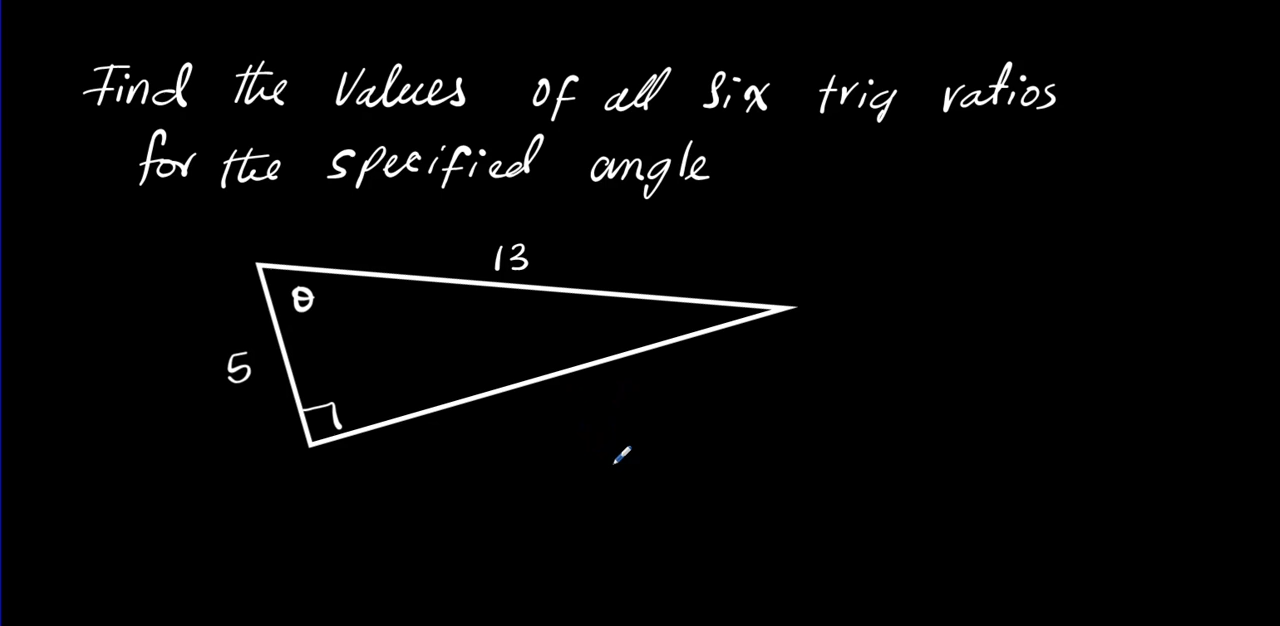 Find the Values of all six trig ratios
for the specified angle
13
θ
5